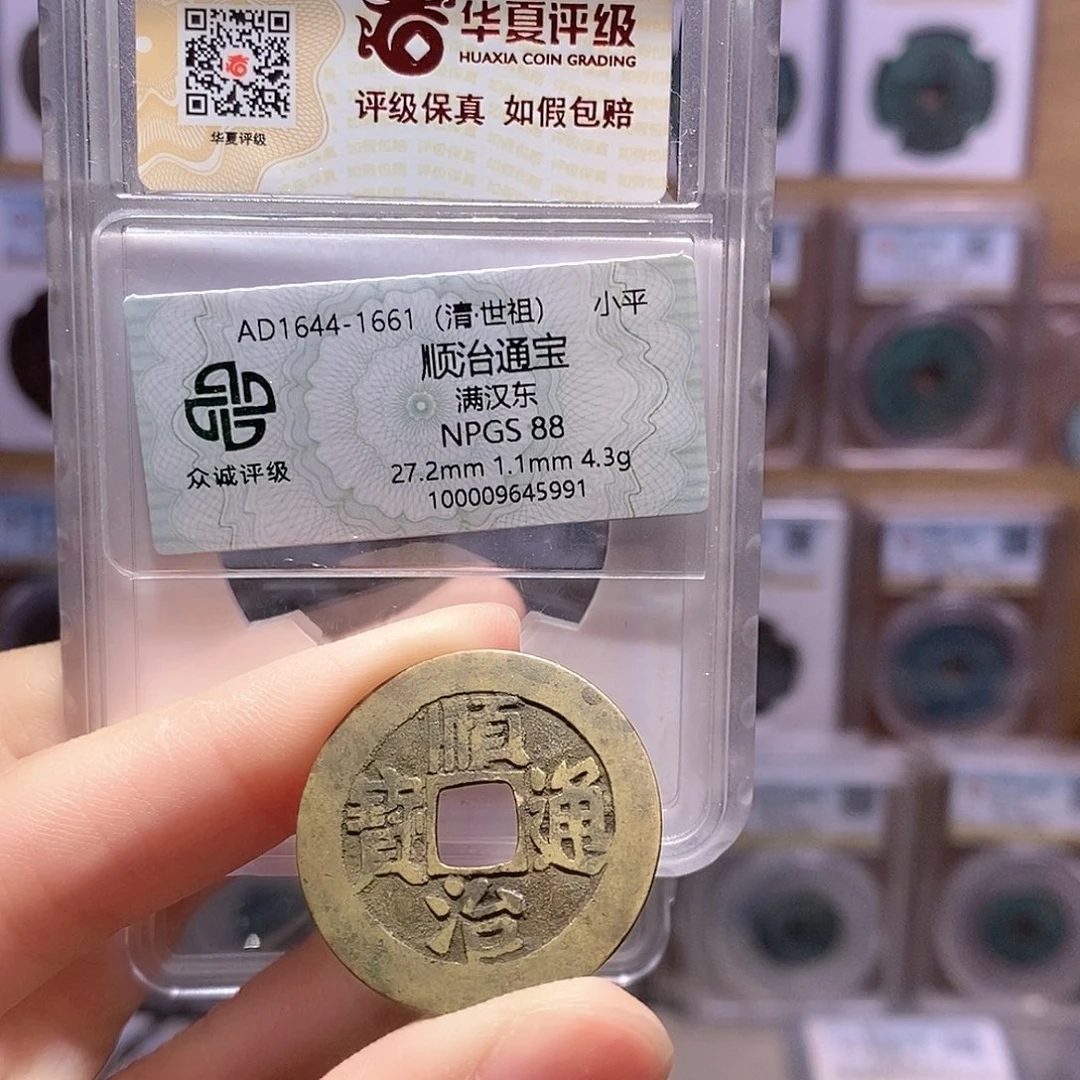 华夏评级
HUAXIA COIN GRADING
评级保真 如假包赔
华夏评级
AD1644-1661（清·世祖） 小平
顺治通宝
满汉东
NPGS 88
27.2mm 1.1mm 4.3g
100009645991
众诚评级
順
寳 通
治